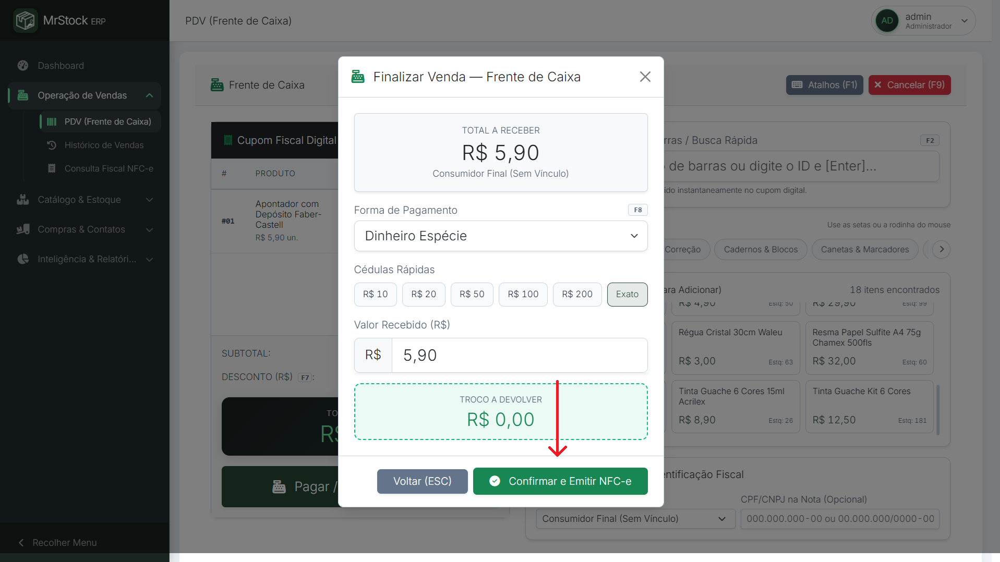 MrStock ERP
PDV (Frente de Caixa)
AD
admin
Administrador
Dashboard
Operação de Vendas
PDV (Frente de Caixa)
Histórico de Vendas
Consulta Fiscal NFC-e
Catálogo & Estoque
Compras & Contatos
Inteligência & Relatóri...
Recolher Menu
Frente de Caixa
Atalhos (F1)
Cancelar (F9)
Cupom Fiscal Digital
# PRODUTO
#01
Apontador com
Depósito Faber-
Castell
R$ 5,90 un.
SUBTOTAL:
DESCONTO (R$) F7:
Pagar /
Finalizar Venda — Frente de Caixa
TOTAL A RECEBER
R$ 5,90
Consumidor Final (Sem Vínculo)
Forma de Pagamento F8
Dinheiro Espécie
Cédulas Rápidas
R$ 10 R$ 20 R$ 50 R$ 100 R$ 200 Exato
Valor Recebido (R$)
R$ 5,90
TROCO A DEVOLVER
R$ 0,00
Voltar (ESC)
Confirmar e Emitir NFC-e
/ Busca Rápida F2
de barras ou digite o ID e [Enter]...
instantaneamente no cupom digital.
Use as setas ou a rodinha do mouse
Correção
Cadernos & Blocos
Canetas & Marcadores
Adicionar)
18 itens encontrados
R$ 4,90 Estq: 50
R$ 29,90 Estq: 99
Régua Cristal 30cm Waleu
R$ 3,00 Estq: 63
Resma Papel Sulfite A4 75g
Chamex 500fls
R$ 32,00 Estq: 60
Tinta Guache 6 Cores 15ml
Acrilex
R$ 8,90 Estq: 26
Tinta Guache Kit 6 Cores
R$ 12,50 Estq: 181
Fiscal
CPF/CNPJ na Nota (Opcional)
Consumidor Final (Sem Vínculo)
000.000.000-00 ou 00.000.000/0000-00